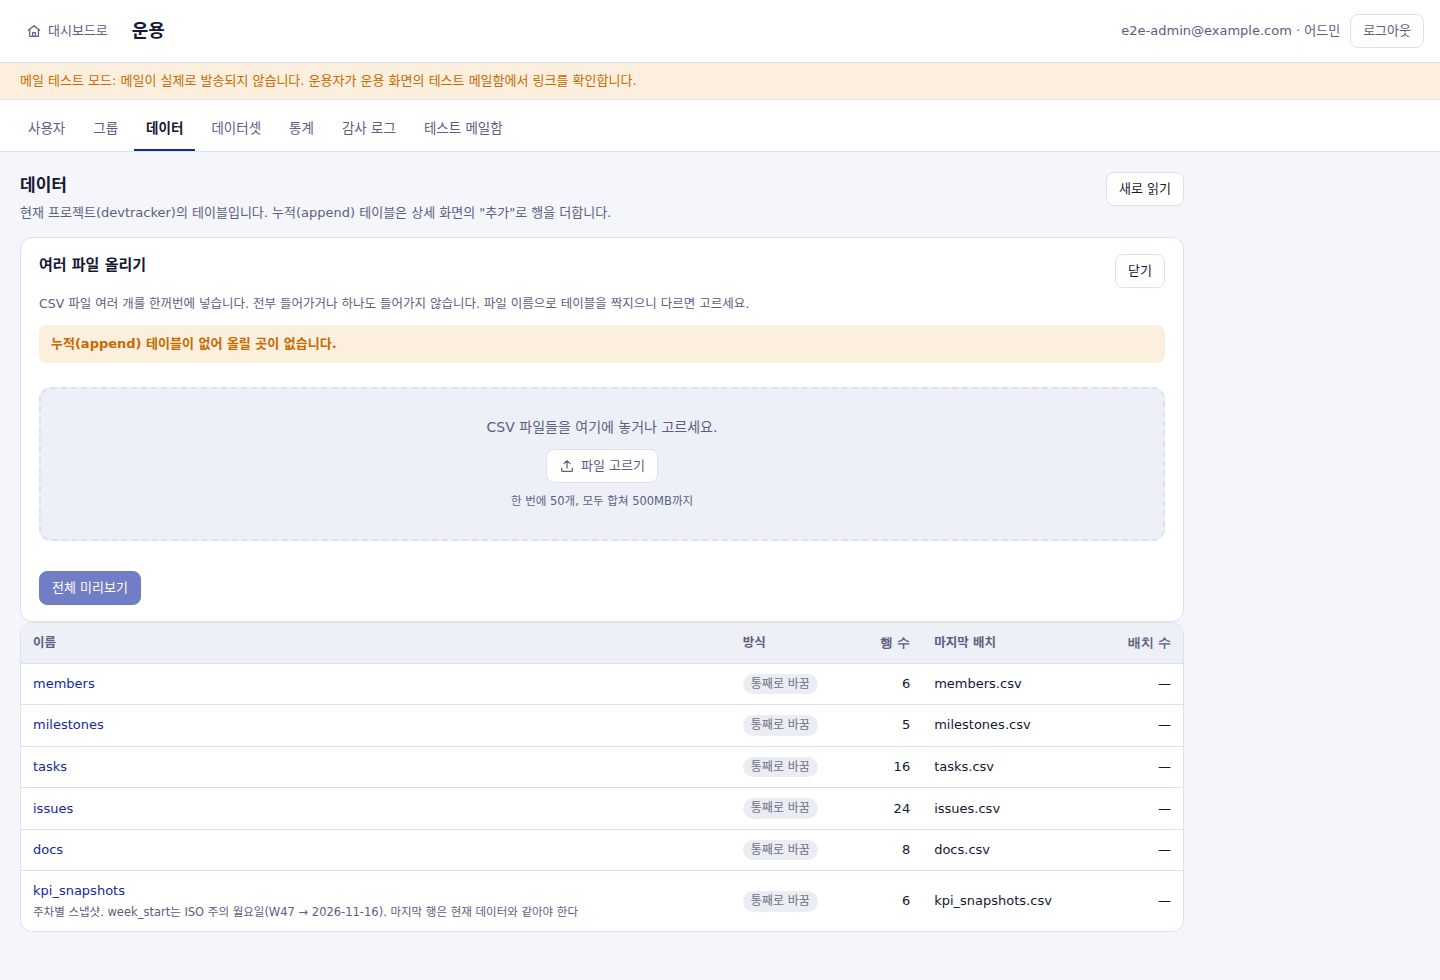 대시보드로
운용
e2e-admin@example.com · 어드민
로그아웃
메일 테스트 모드: 메일이 실제로 발송되지 않습니다. 운용자가 운용 화면의 테스트 메일함에서 링크를 확인합니다.
사용자 그룹 데이터 데이터셋 통계 감사 로그 테스트 메일함
데이터
새로 읽기
현재 프로젝트(devtracker)의 테이블입니다. 누적(append) 테이블은 상세 화면의 "추가"로 행을 더합니다.
여러 파일 올리기
닫기
CSV 파일 여러 개를 한꺼번에 넣습니다. 전부 들어가거나 하나도 들어가지 않습니다. 파일 이름으로 테이블을 짝지으니 다르면 고르세요.
누적(append) 테이블이 없어 올릴 곳이 없습니다.
CSV 파일들을 여기에 놓거나 고르세요.
파일 고르기
한 번에 50개, 모두 합쳐 500MB까지
전체 미리보기
이름 방식 행 수 마지막 배치 배치 수
members 통째로 바꿈 6 members.csv —
milestones 통째로 바꿈 5 milestones.csv —
tasks 통째로 바꿈 16 tasks.csv —
issues 통째로 바꿈 24 issues.csv —
docs 통째로 바꿈 8 docs.csv —
kpi_snapshots 통째로 바꿈 6 kpi_snapshots.csv —
주차별 스냅샷. week_start는 ISO 주의 월요일(W47 → 2026-11-16). 마지막 행은 현재 데이터와 같아야 한다